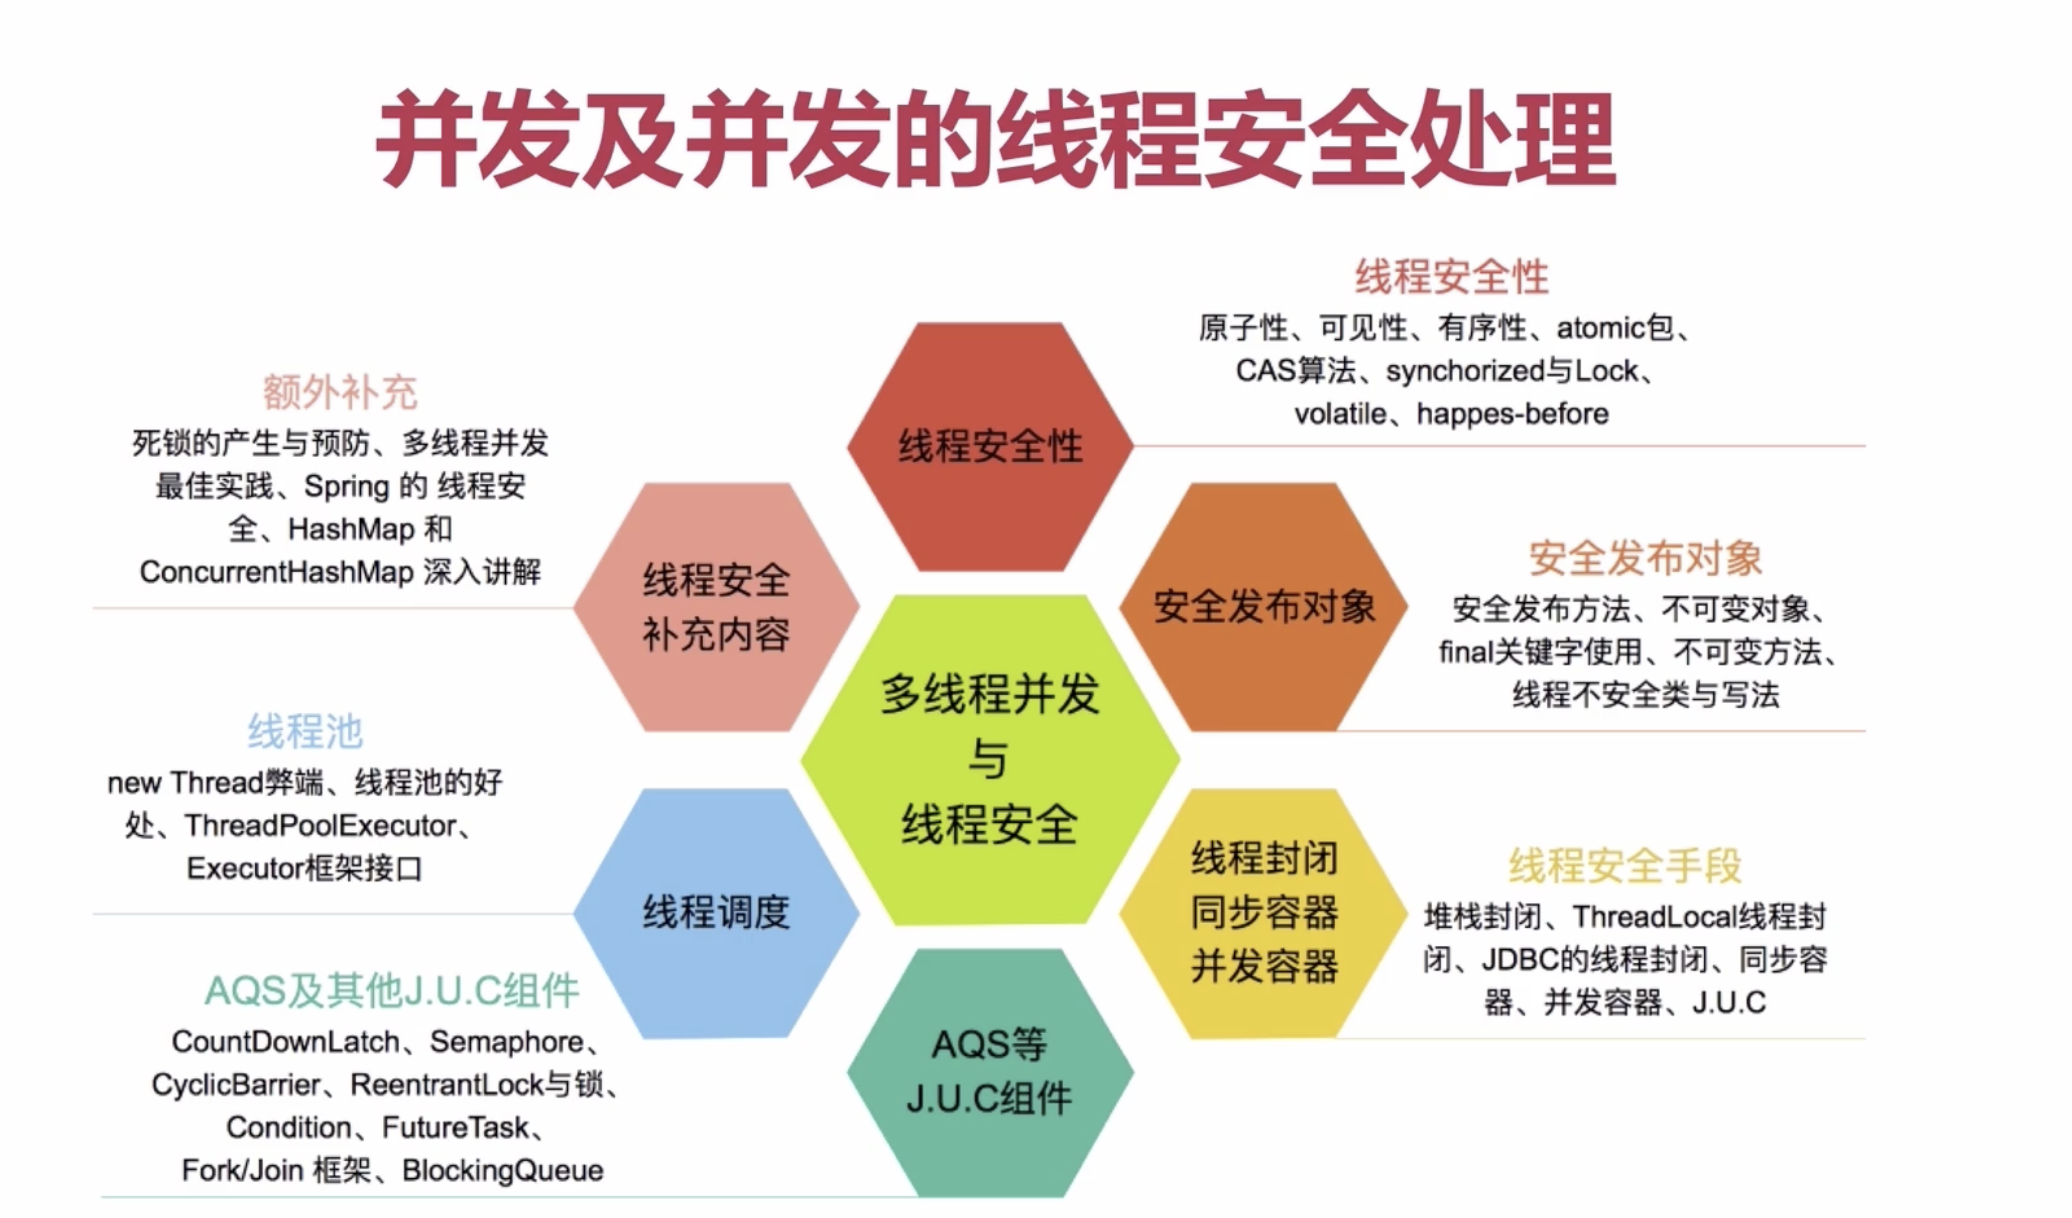 并发及并发的线程安全处理
线程安全性
原子性、可见性、有序性、atomic包、
CAS算法、synchorized与Lock、
volatile、happes-before
额外补充
死锁的产生与预防、多线程并发
最佳实践、Spring 的 线程安
全、HashMap 和
ConcurrentHashMap 深入讲解
线程安全性
线程安全
补充内容
安全发布对象
安全发布对象
安全发布方法、不可变对象、
final关键字使用、不可变方法、
线程不安全类与写法
多线程并发
与
线程安全
线程池
new Thread弊端、线程池的好
处、ThreadPoolExecutor、
Executor框架接口
线程调度
线程封闭
同步容器
并发容器
线程安全手段
堆栈封闭、ThreadLocal线程封
闭、JDBC的线程封闭、同步容
器、并发容器、J.U.C
AQS及其他J.U.C组件
CountDownLatch、Semaphore、
CyclicBarrier、ReentrantLock与锁、
Condition、FutureTask、
Fork/Join 框架、BlockingQueue
AQS等
J.U.C组件